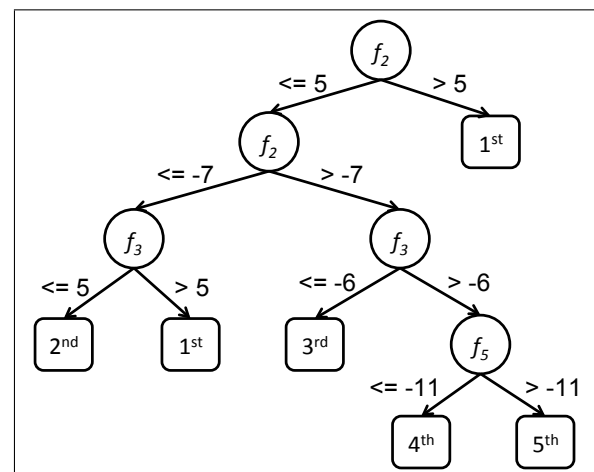 f2
<= 5 > 5
f2 1st
<= -7 > -7
f3 f3
<= 5 > 5 <= -6 > -6
2nd 1st 3rd f5
<= -11 > -11
4th 5th